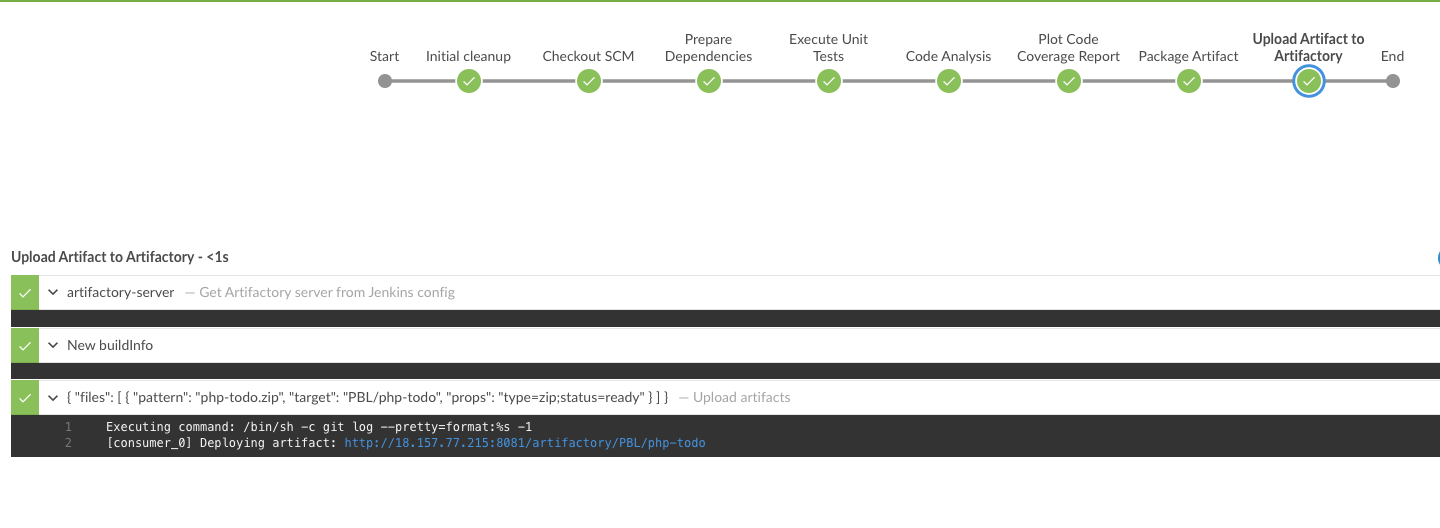 Start
Initial cleanup
Checkout SCM
Prepare
Dependencies
Execute Unit
Tests
Code Analysis
Plot Code
Coverage Report
Package Artifact
Upload Artifact to
Artifactory
End
Upload Artifact to Artifactory - <1s
artifactory-server — Get Artifactory server from Jenkins config
New buildInfo
{ "files": [ { "pattern": "php-todo.zip", "target": "PBL/php-todo", "props": "type=zip;status=ready" } ] } — Upload artifacts
1 Executing command: /bin/sh -c git log --pretty=format:%s -1
2 [consumer_0] Deploying artifact: http://18.157.77.215:8081/artifactory/PBL/php-todo